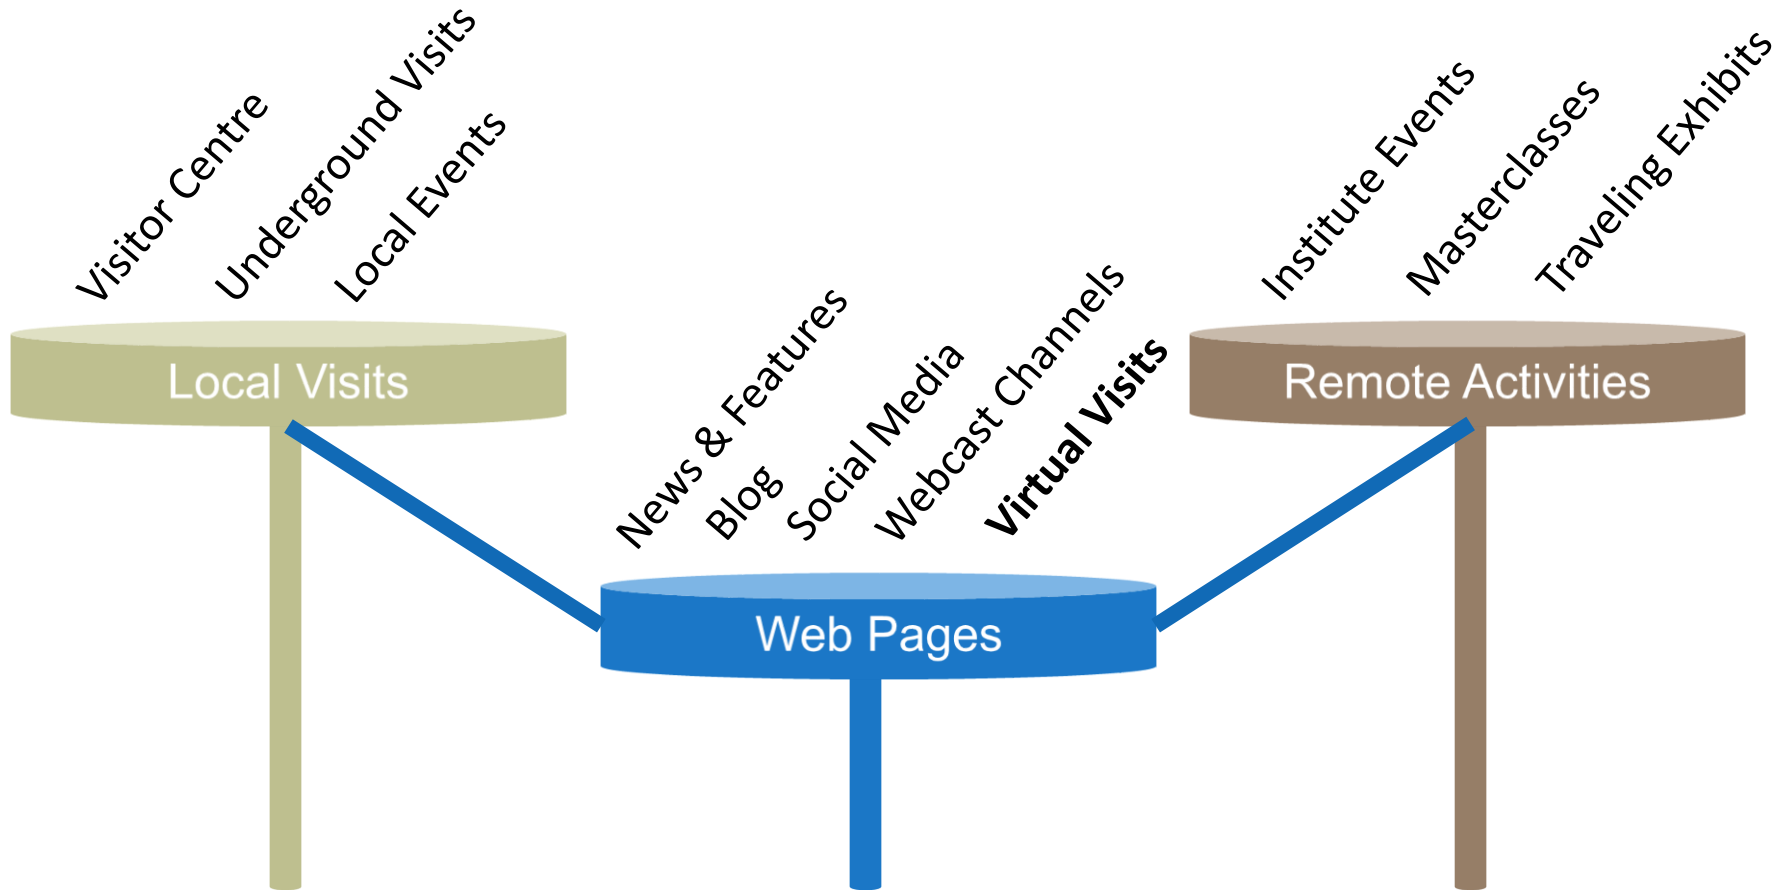 Visitor Centre
Underground Visits
Local Events
Local Visits
News & Features
Blog
Social Media
Webcast Channels
Virtual Visits
Web Pages
Institute Events
Masterclasses
Traveling Exhibits
Remote Activities